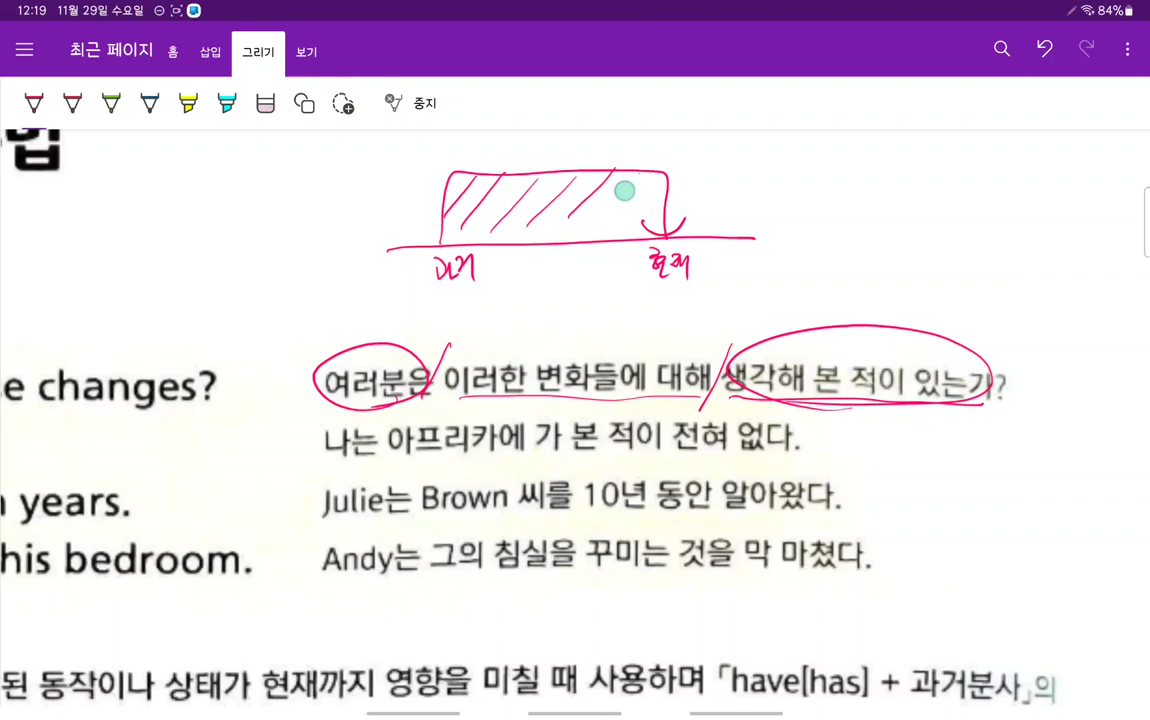 12:19 11월 29일 수요일 84%
최근 페이지 홈 삽입 그리기 보기
중지
법
과거 현재
e changes? 여러분은 이러한 변화들에 대해 생각해 본 적이 있는가?
나는 아프리카에 가 본 적이 전혀 없다.
years. Julie는 Brown 씨를 10년 동안 알아왔다.
his bedroom. Andy는 그의 침실을 꾸미는 것을 막 마쳤다.
된 동작이나 상태가 현재까지 영향을 미칠 때 사용하며 「have[has] + 과거분사」의